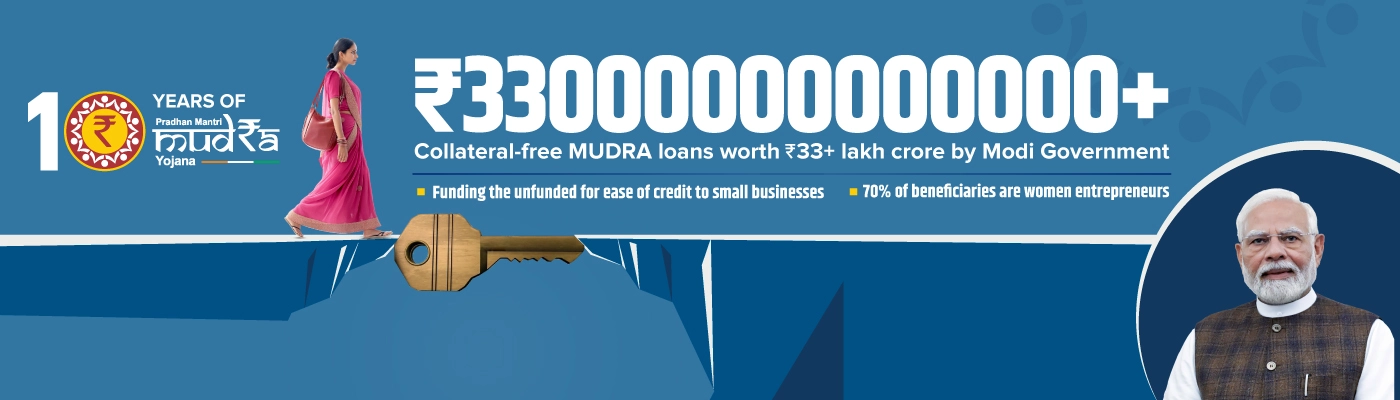 10 YEARS OF
Pradhan Mantri
mudRa
Yojana
₹330000000000000+
Collateral-free MUDRA loans worth ₹33+ lakh crore by Modi Government
Funding the unfunded for ease of credit to small businesses
70% of beneficiaries are women entrepreneurs